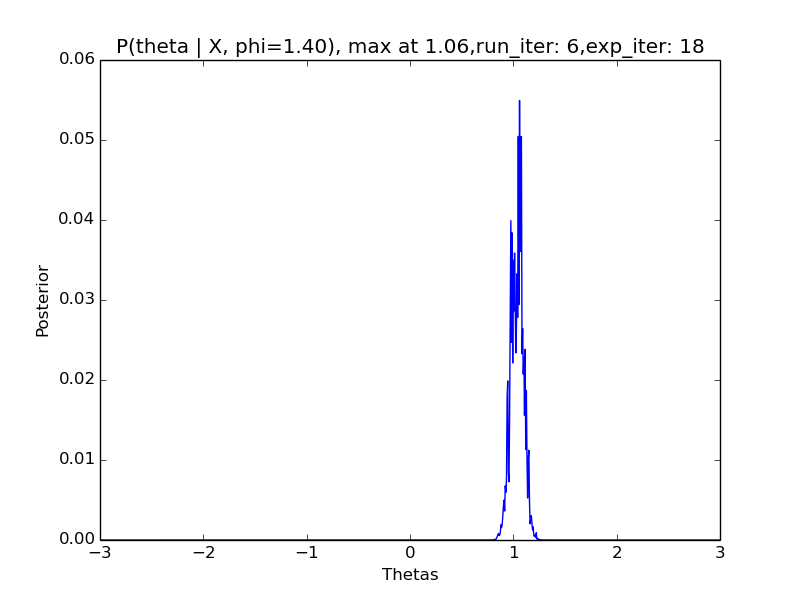 P(theta | X, phi=1.40), max at 1.06,run_iter: 6,exp_iter: 18
0.06
0.05
0.04
0.03
0.02
0.01
0.00
Posterior
−3 −2 −1 0 1 2 3
Thetas